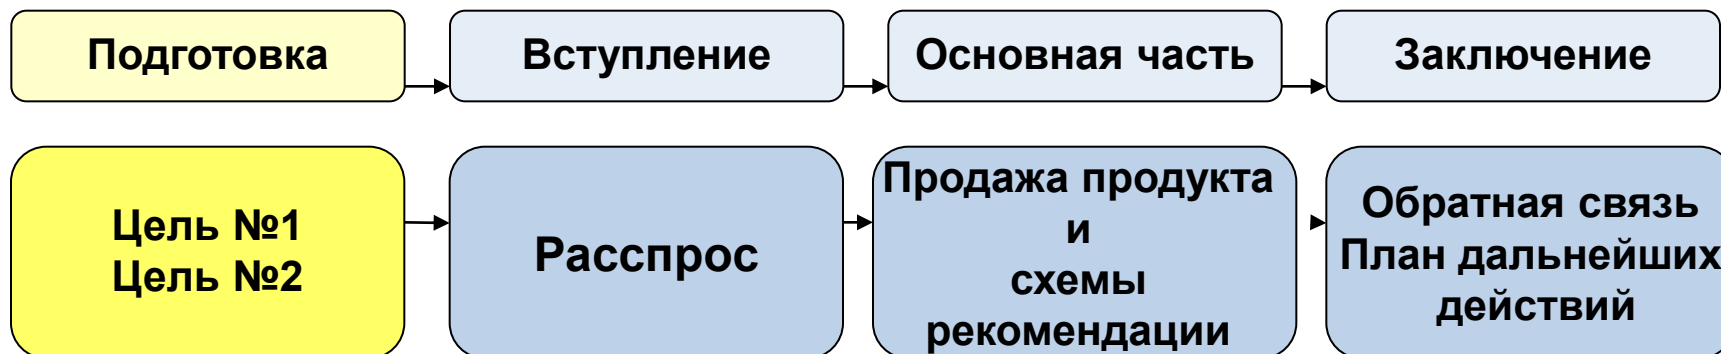 Подготовка
Вступление
Основная часть
Заключение
Цель №1
Цель №2
Расспрос
Продажа продукта
и
схемы
рекомендации
Обратная связь
План дальнейших
действий